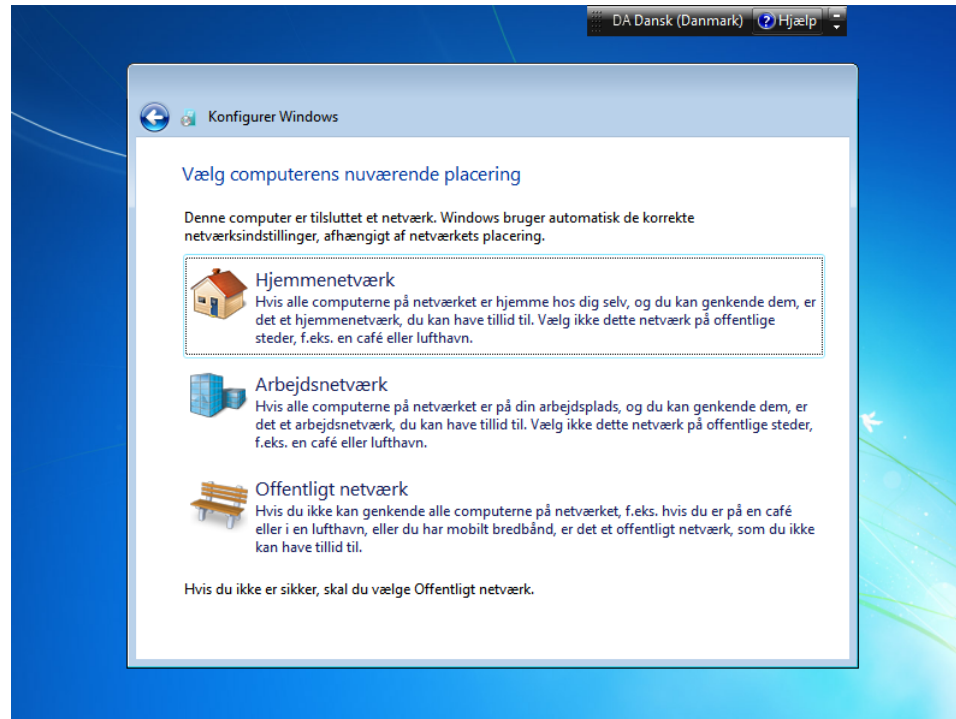 DA Dansk (Danmark) Hjælp
Konfigurer Windows
Vælg computerens nuværende placering
Denne computer er tilsluttet et netværk. Windows bruger automatisk de korrekte
netværksindstillinger, afhængigt af netværkets placering.
Hjemmenetværk
Hvis alle computerne på netværket er hjemme hos dig selv, og du kan genkende dem, er
det et hjemmenetværk, du kan have tillid til. Vælg ikke dette netværk på offentlige
steder, f.eks. en café eller lufthavn.
Arbejdsnetværk
Hvis alle computerne på netværket er på din arbejdsplads, og du kan genkende dem, er
det et arbejdsnetværk, du kan have tillid til. Vælg ikke dette netværk på offentlige steder,
f.eks. en café eller lufthavn.
Offentligt netværk
Hvis du ikke kan genkende alle computerne på netværket, f.eks. hvis du er på en café
eller i en lufthavn, eller du har mobilt bredbånd, er det et offentligt netværk, som du ikke
kan have tillid til.
Hvis du ikke er sikker, skal du vælge Offentligt netværk.